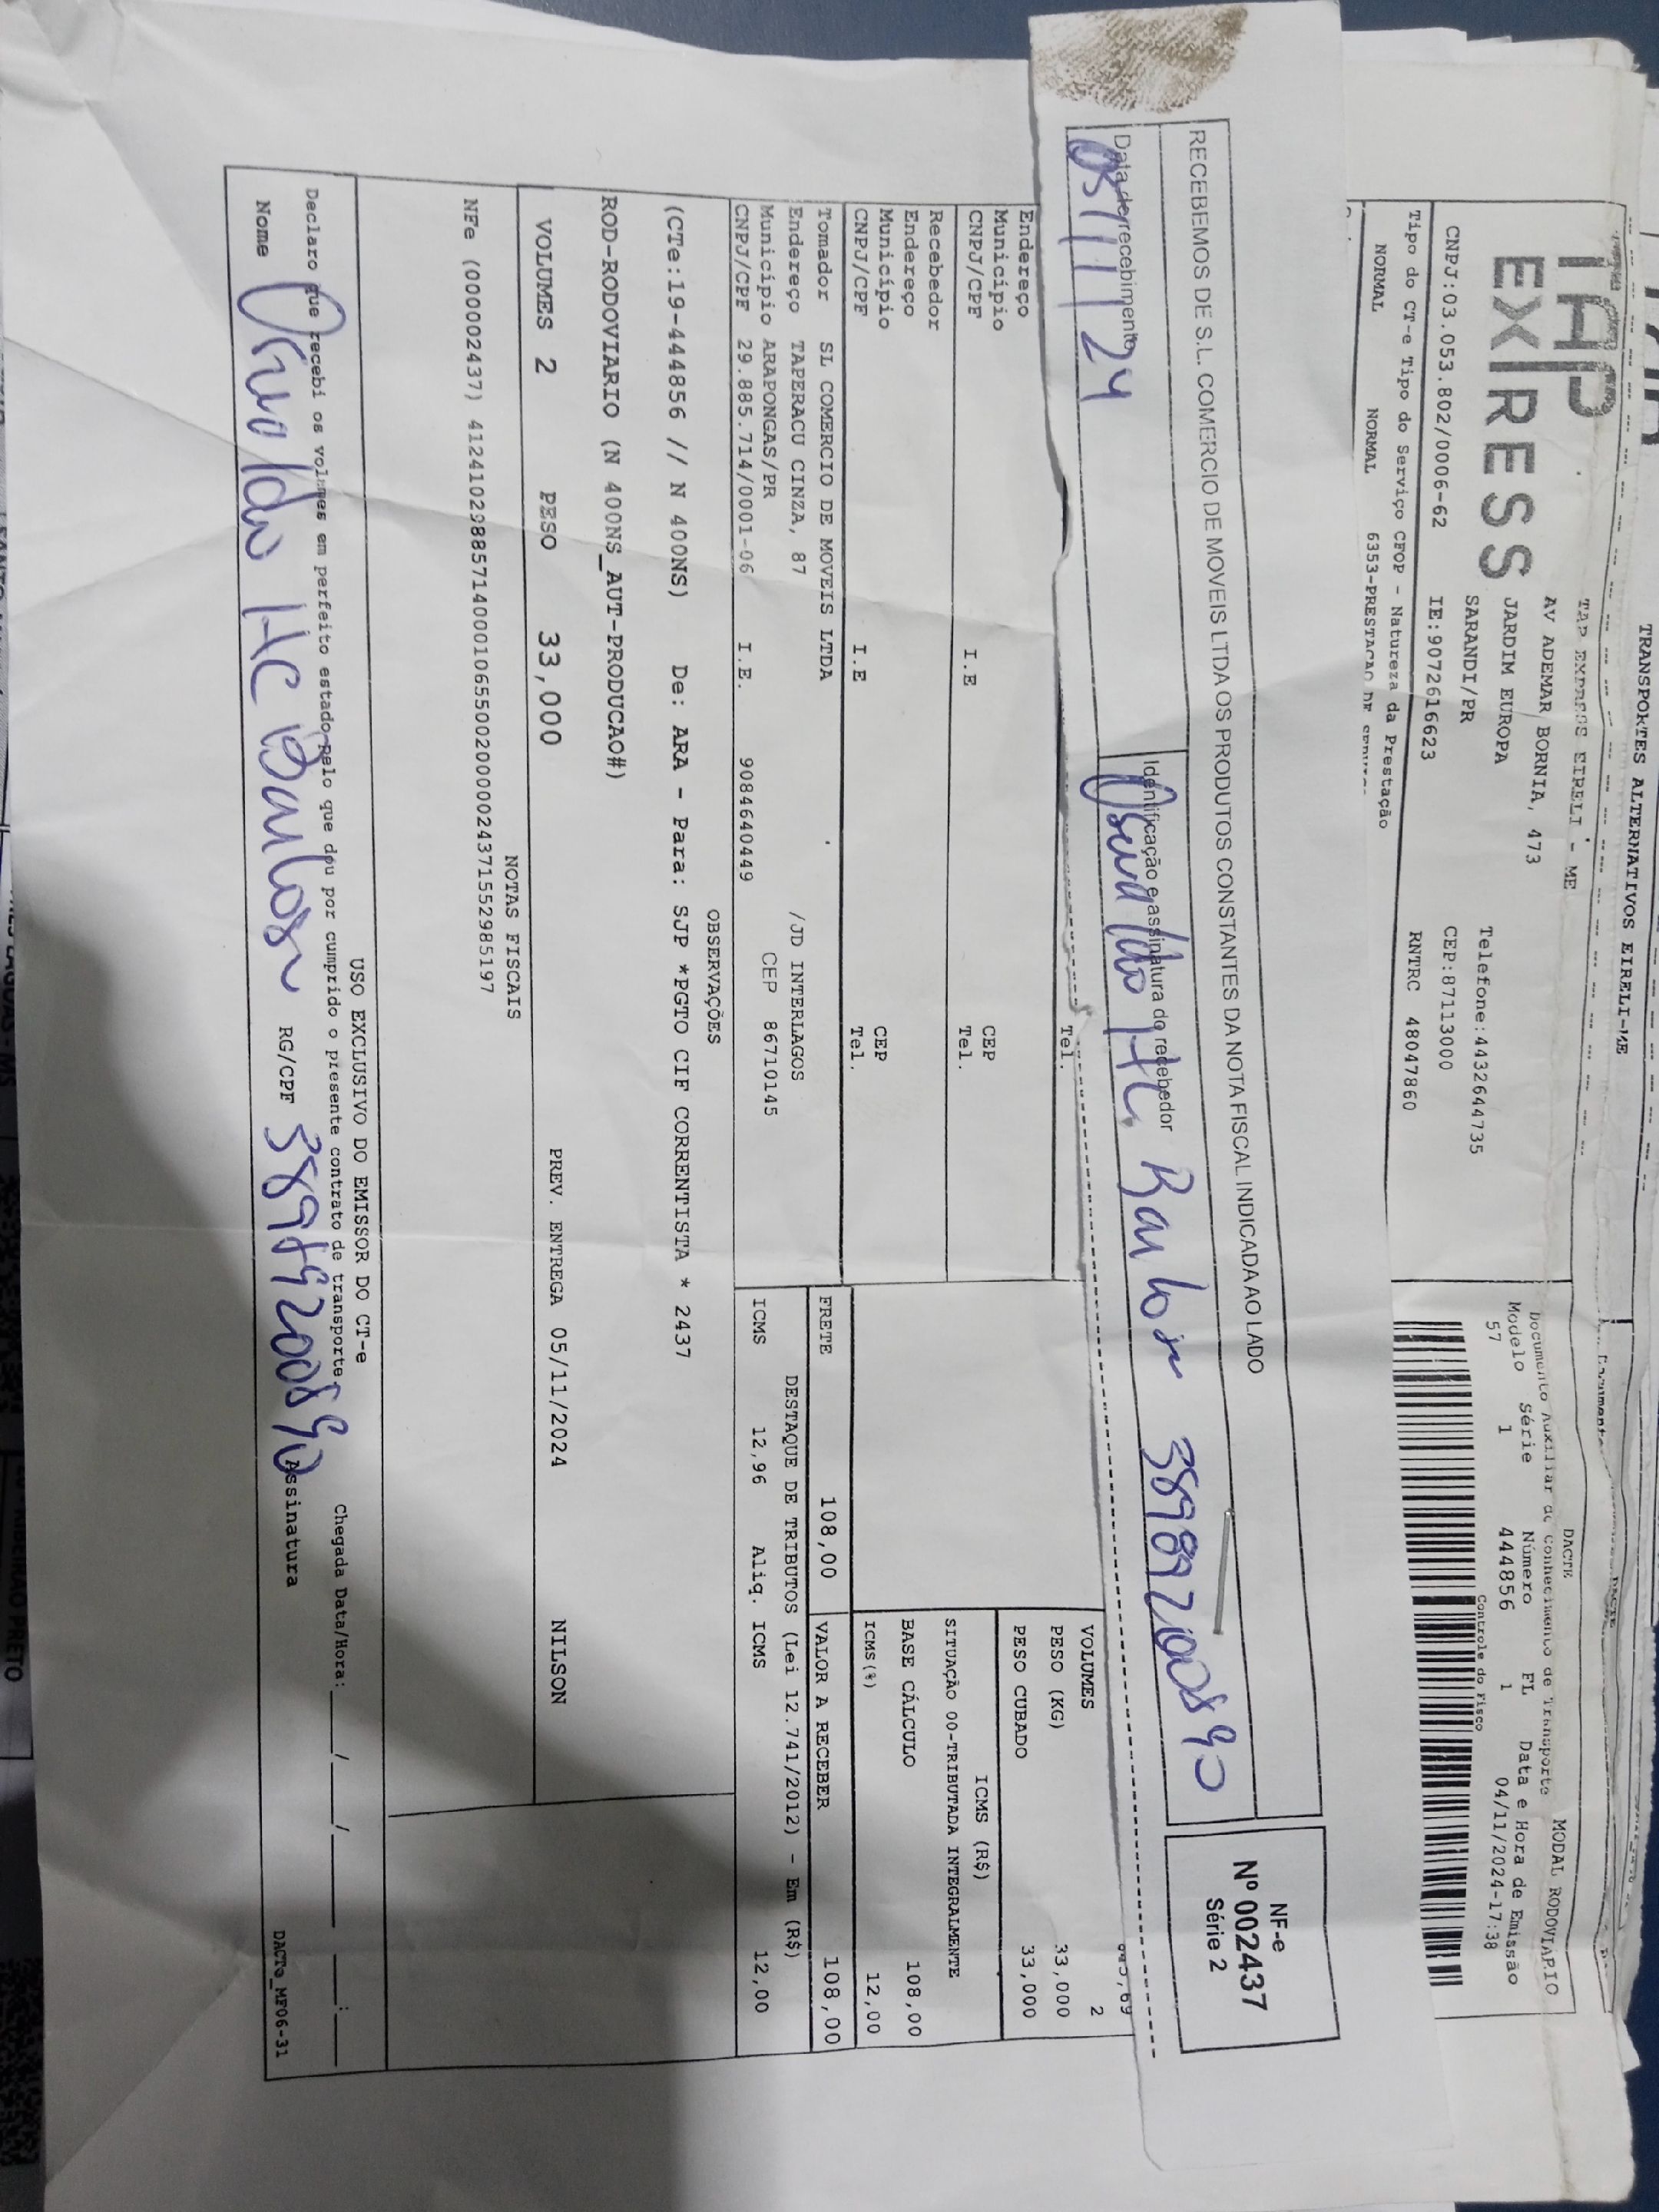 TRANSPORTES ALTERNATIVOS EIRELI-ME
TAP EXPRESS
TAP EXPRESS EIRELI - ME
AV ADEMAR BORNIA, 473
JARDIM EUROPA Telefone:4432644735
SARANDI/PR CEP:87113000
CNPJ:03.053.802/0006-62 IE:9072616623 RNTRC 48047860
DACTE MODAL RODOVIARIO
Documento Auxiliar de Conhecimento de Transporte
Modelo Série Número FL Data e Hora de Emissão
57 1 444856 1 04/11/2024-17:38
Controle do Fisco
Tipo do CT-e Tipo do Serviço CFOP - Natureza da Prestação
NORMAL NORMAL 6353-PRESTACAO DE
RECEBEMOS DE S.L. COMERCIO DE MOVEIS LTDA OS PRODUTOS CONSTANTES DA NOTA FISCAL INDICADA AO LADO
Data de recebimento Identificação e assinatura do recebedor
05/11/24
NF-e
Nº 002437
Série 2
Endereço Tel.
Município CEP
CNPJ/CPF I.E Tel.
Recebedor
Endereço
Município CEP
CNPJ/CPF I.E Tel.
VOLUMES 2
PESO (KG) 33,000
PESO CUBADO 33,000
ICMS (R$)
SITUAÇÃO 00-TRIBUTADA INTEGRALMENTE
BASE CÁLCULO 108,00
ICMS(%) 12,00
Tomador SL COMERCIO DE MOVEIS LTDA
Endereço TAPERACU CINZA, 87 /JD INTERLAGOS
Município ARAPONGAS/PR CEP 86710145
CNPJ/CPF 29.885.714/0001-06 I.E. 9084640449
FRETE 108,00 VALOR A RECEBER 108,00
DESTAQUE DE TRIBUTOS (Lei 12.741/2012) - Em (R$)
ICMS 12,96 Aliq. ICMS 12,00
OBSERVAÇÕES
(CTe:19-444856 // N 400NS) De: ARA - Para: SJP *PGTO CIF CORRENTISTA * 2437
ROD-RODOVIARIO (N 400NS_AUT-PRODUCAO#)
VOLUMES 2 PESO 33,000 PREV. ENTREGA 05/11/2024 NILSON
NOTAS FISCAIS
NFe (000002437) 41241029885714000106550020000024371552985197
USO EXCLUSIVO DO EMISSOR DO CT-e
Declaro que recebi os volumes em perfeito estado pelo que dou por cumprido o presente contrato de transporte. Chegada Data/Hora: ___/___/_____ __:__
Nome RG/CPF Assinatura
DACTe_MF06-31